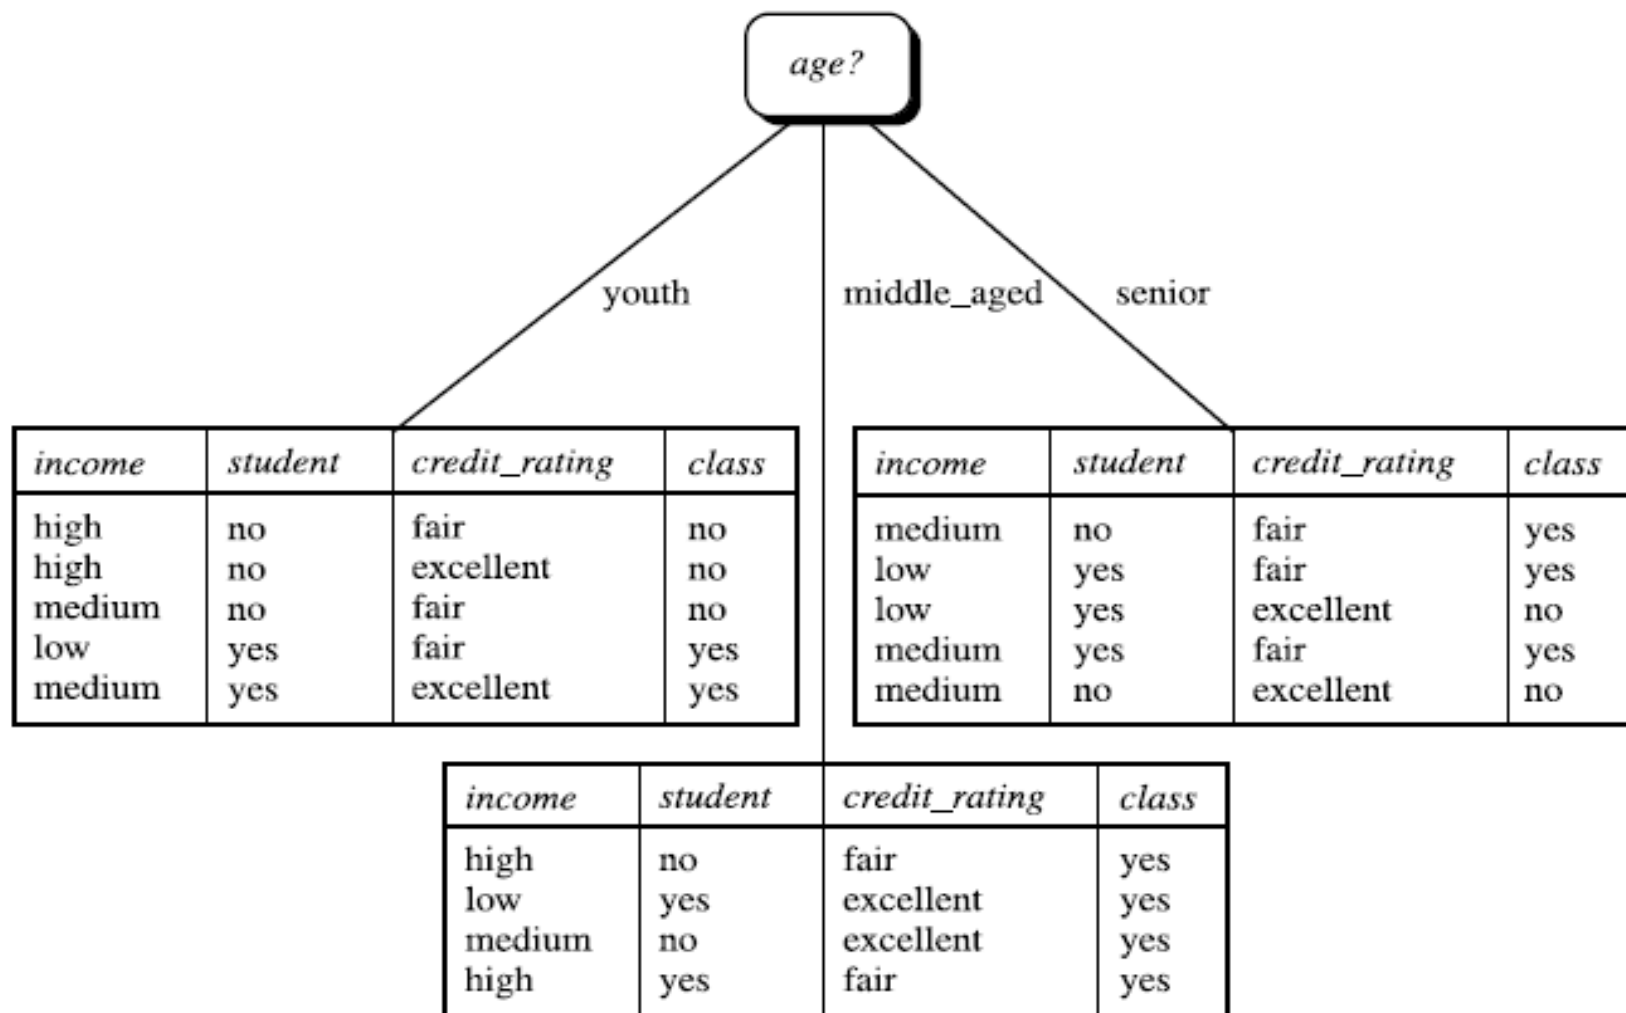 age?
youth middle_aged senior
income student credit_rating class
high no fair no
high no excellent no
medium no fair no
low yes fair yes
medium yes excellent yes
income student credit_rating class
medium no fair yes
low yes fair yes
low yes excellent no
medium yes fair yes
medium no excellent no
income student credit_rating class
high no fair yes
low yes excellent yes
medium no excellent yes
high yes fair yes